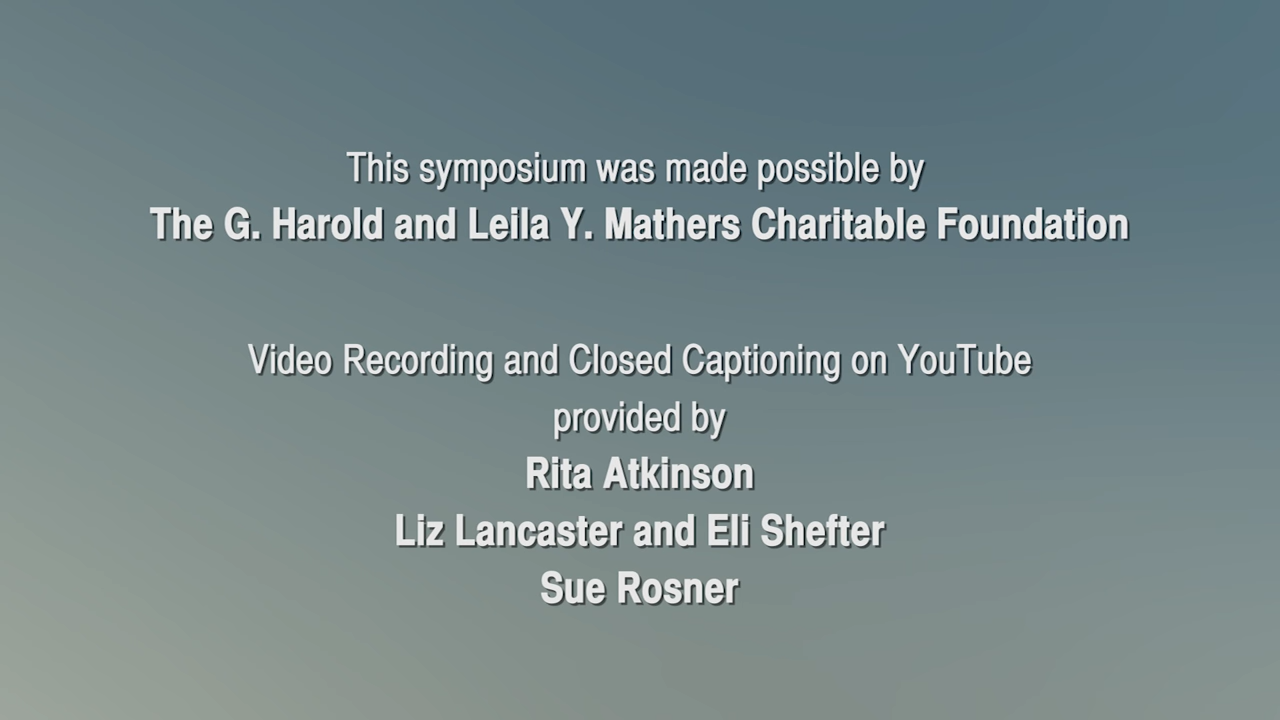 This symposium was made possible by
The G. Harold and Leila Y. Mathers Charitable Foundation
Video Recording and Closed Captioning on YouTube
provided by
Rita Atkinson
Liz Lancaster and Eli Shefter
Sue Rosner